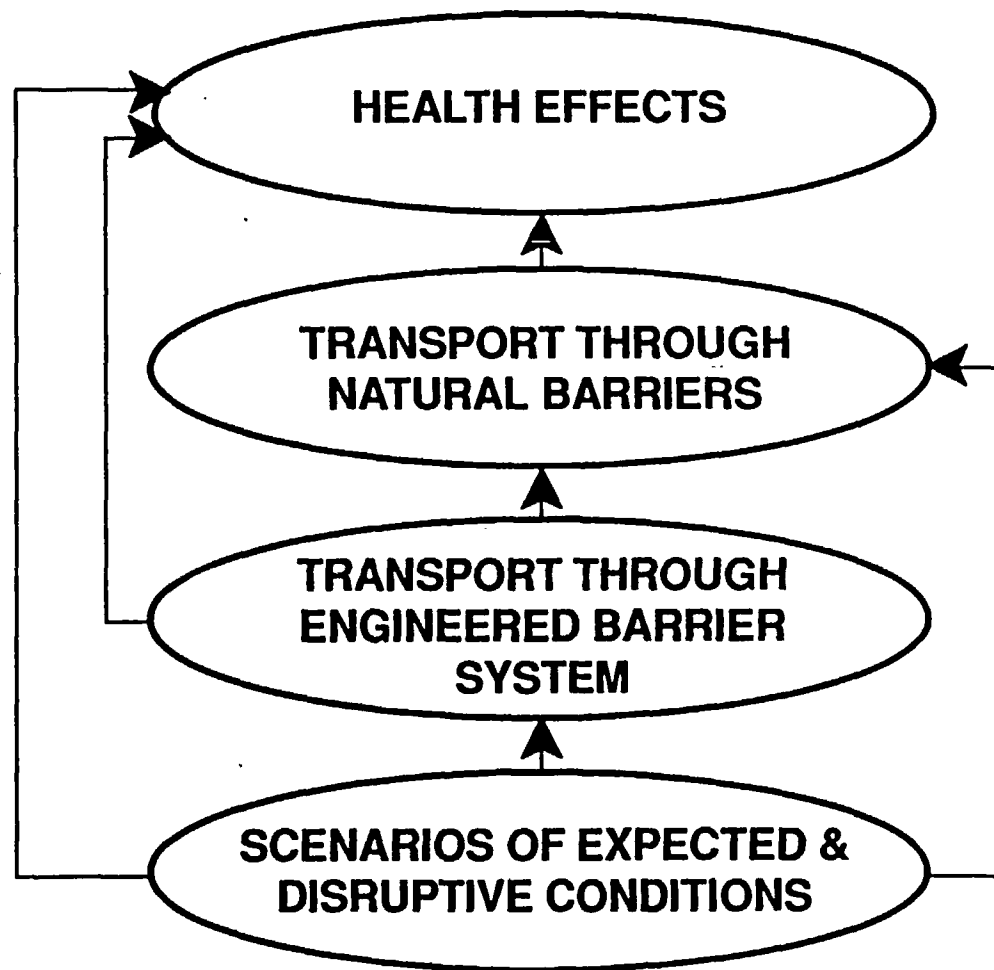 HEALTH EFFECTS
TRANSPORT THROUGH
NATURAL BARRIERS
TRANSPORT THROUGH
ENGINEERED BARRIER
SYSTEM
SCENARIOS OF EXPECTED &
DISRUPTIVE CONDITIONS